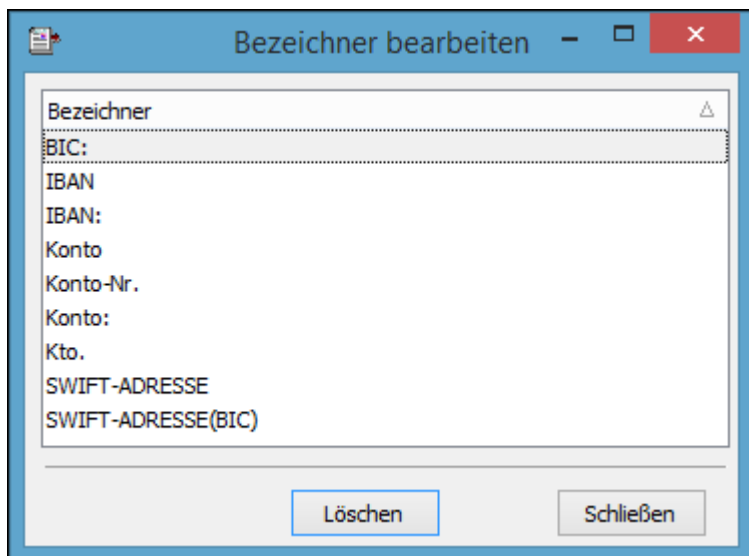 Bezeichner bearbeiten
Bezeichner
BIC:
IBAN
IBAN:
Konto
Konto-Nr.
Konto:
Kto.
SWIFT-ADRESSE
SWIFT-ADRESSE(BIC)
Löschen Schließen